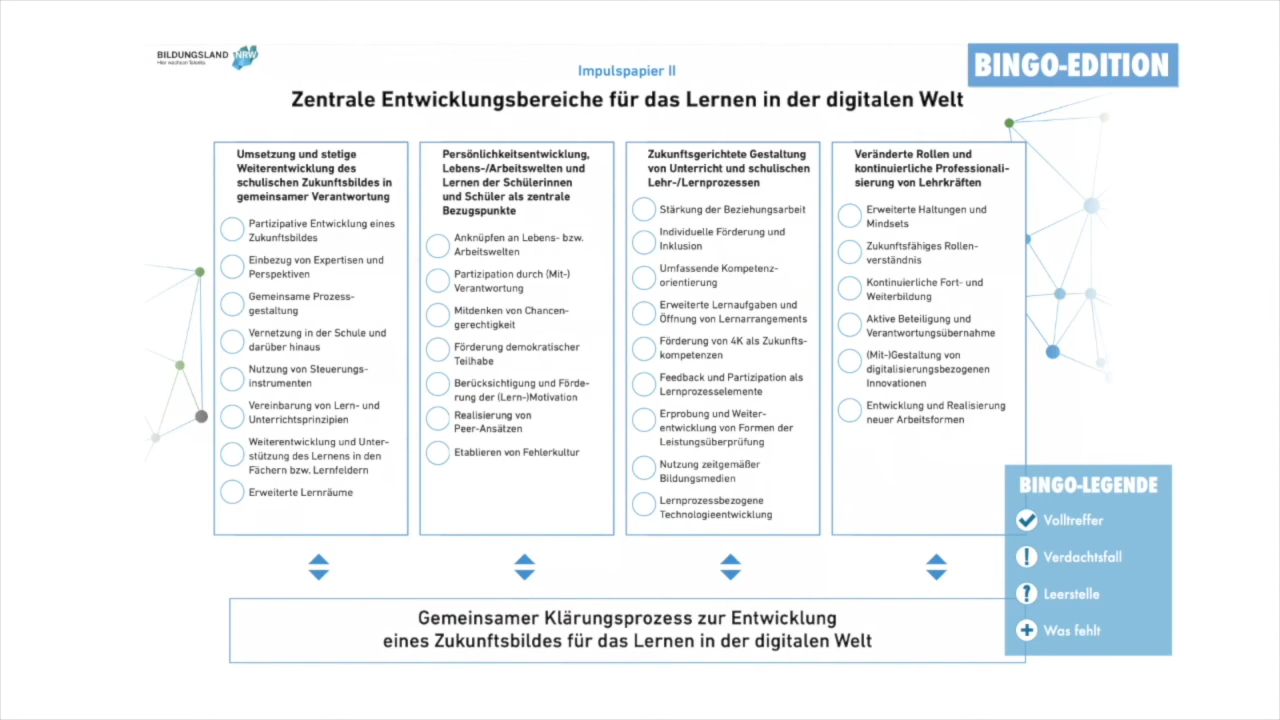 BILDUNGSLAND NRW
Hier wachsen Talente.
BINGO-EDITION
Impulspapier II
Zentrale Entwicklungsbereiche für das Lernen in der digitalen Welt
Umsetzung und stetige
Weiterentwicklung des
schulischen Zukunftsbildes in
gemeinsamer Verantwortung
Partizipative Entwicklung eines
Zukunftsbildes
Einbezug von Expertisen und
Perspektiven
Gemeinsame Prozess-
gestaltung
Vernetzung in der Schule und
darüber hinaus
Nutzung von Steuerungs-
instrumenten
Vereinbarung von Lern- und
Unterrichtsprinzipien
Weiterentwicklung und Unter-
stützung des Lernens in den
Fächern bzw. Lernfeldern
Erweiterte Lernräume
Persönlichkeitsentwicklung,
Lebens-/Arbeitswelten und
Lernen der Schülerinnen
und Schüler als zentrale
Bezugspunkte
Anknüpfen an Lebens- bzw.
Arbeitswelten
Partizipation durch (Mit-)
Verantwortung
Mitdenken von Chancen-
gerechtigkeit
Förderung demokratischer
Teilhabe
Berücksichtigung und Förde-
rung der (Lern-)Motivation
Realisierung von
Peer-Ansätzen
Etablieren von Fehlerkultur
Zukunftsgerichtete Gestaltung
von Unterricht und schulischen
Lehr-/Lernprozessen
Stärkung der Beziehungsarbeit
Individuelle Förderung und
Inklusion
Umfassende Kompetenz-
orientierung
Erweiterte Lernaufgaben und
Öffnung von Lernarrangements
Förderung von 4K als Zukunfts-
kompetenzen
Feedback und Partizipation als
Lernprozesselemente
Erprobung und Weiter-
entwicklung von Formen der
Leistungsüberprüfung
Nutzung zeitgemäßer
Bildungsmedien
Lernprozessbezogene
Technologieentwicklung
Veränderte Rollen und
kontinuierliche Professionali-
sierung von Lehrkräften
Erweiterte Haltungen und
Mindsets
Zukunftsfähiges Rollen-
verständnis
Kontinuierliche Fort- und
Weiterbildung
Aktive Beteiligung und
Verantwortungsübernahme
(Mit-)Gestaltung von
digitalisierungsbezogenen
Innovationen
Entwicklung und Realisierung
neuer Arbeitsformen
BINGO-LEGENDE
Volltreffer
! Verdachtsfall
? Leerstelle
+ Was fehlt
Gemeinsamer Klärungsprozess zur Entwicklung
eines Zukunftsbildes für das Lernen in der digitalen Welt